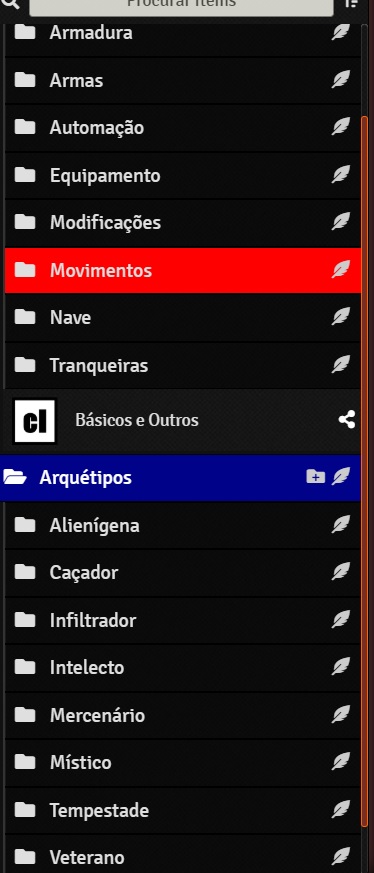 Procurar Items
Armadura
Armas
Automação
Equipamento
Modificações
Movimentos
Nave
Tranqueiras
cl Básicos e Outros
Arquétipos
Alienígena
Caçador
Infiltrador
Intelecto
Mercenário
Místico
Tempestade
Veterano